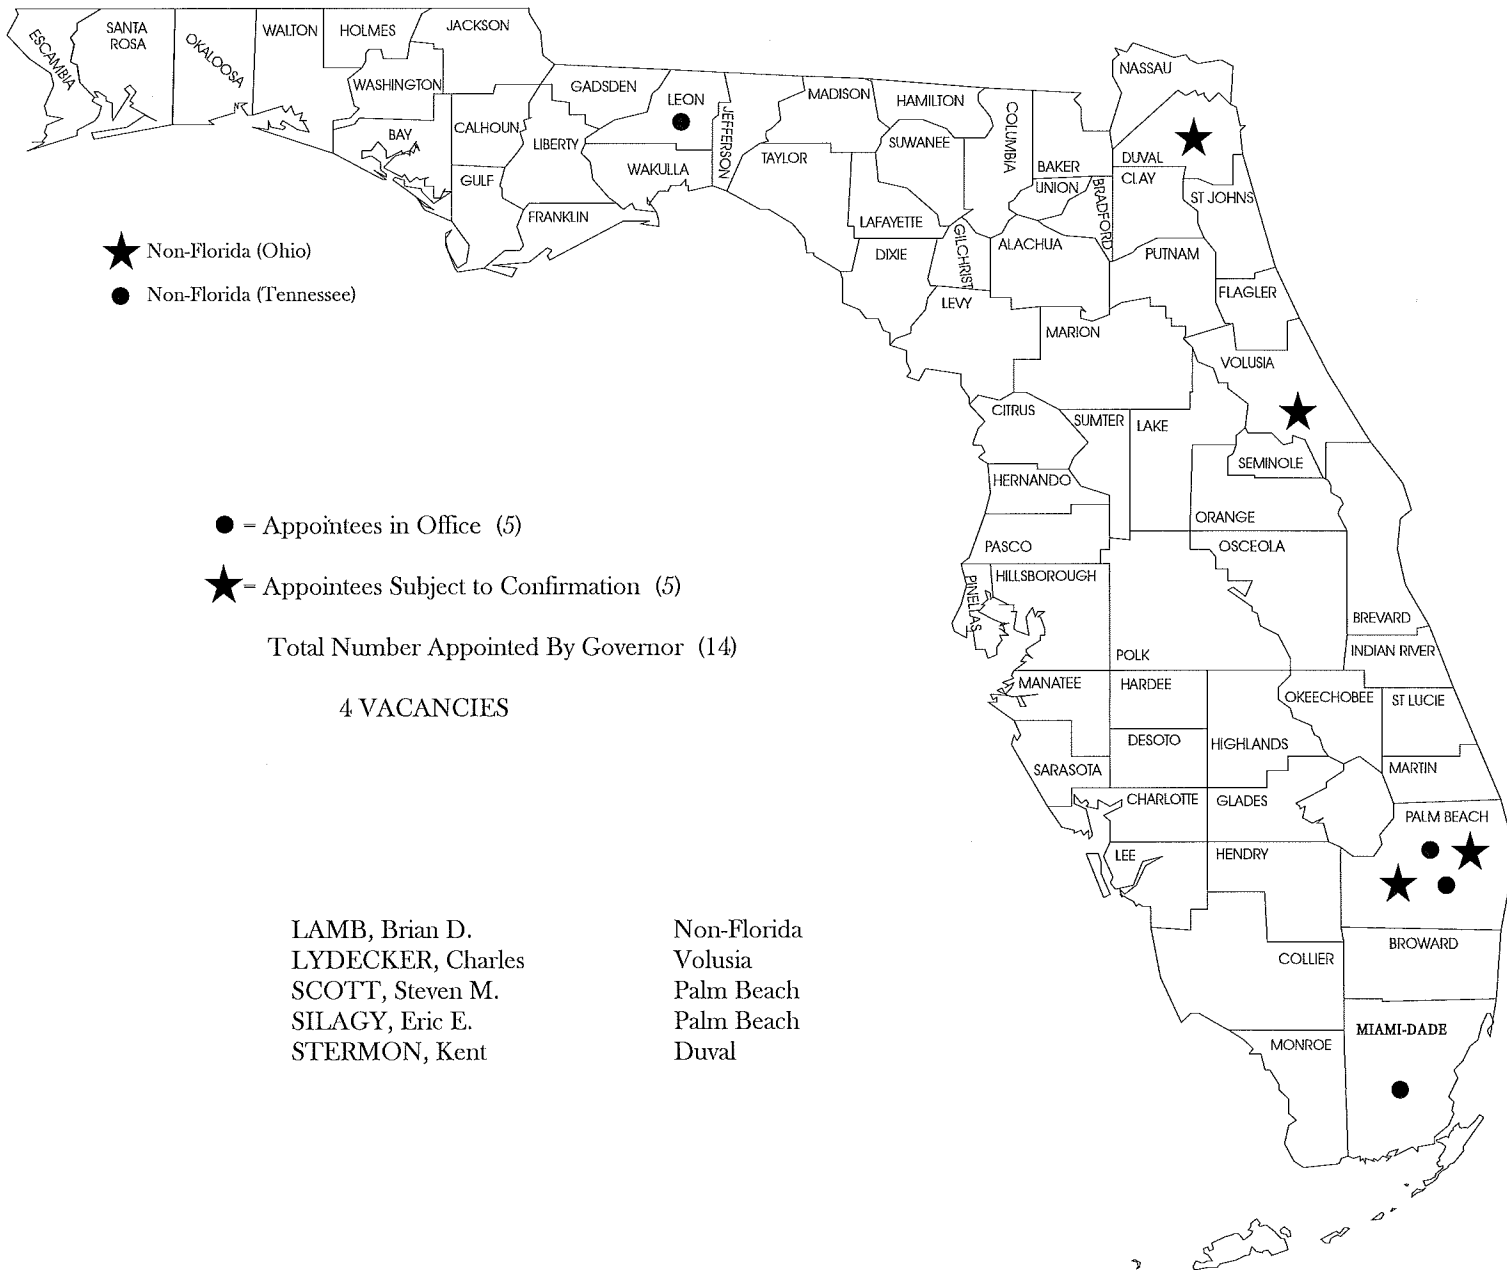 ESCAMBIA
SANTA
ROSA
OKALOOSA
WALTON
HOLMES
JACKSON
WASHINGTON
BAY
CALHOUN
GULF
GADSDEN
LIBERTY
FRANKLIN
LEON
WAKULLA
JEFFERSON
MADISON
TAYLOR
HAMILTON
SUWANEE
LAFAYETTE
DIXIE
COLUMBIA
GILCHRIST
LEVY
BAKER
UNION
BRADFORD
ALACHUA
NASSAU
DUVAL
CLAY
ST JOHNS
PUTNAM
FLAGLER
MARION
VOLUSIA
CITRUS
SUMTER
LAKE
SEMINOLE
HERNANDO
ORANGE
PASCO
OSCEOLA
PINELLAS
HILLSBOROUGH
POLK
BREVARD
INDIAN RIVER
MANATEE
HARDEE
OKEECHOBEE
ST LUCIE
DESOTO
HIGHLANDS
SARASOTA
MARTIN
CHARLOTTE
GLADES
PALM BEACH
LEE
HENDRY
BROWARD
COLLIER
MIAMI-DADE
MONROE
Non-Florida (Ohio)
Non-Florida (Tennessee)
= Appointees in Office (5)
= Appointees Subject to Confirmation (5)
Total Number Appointed By Governor (14)
4 VACANCIES
LAMB, Brian D. Non-Florida
LYDECKER, Charles Volusia
SCOTT, Steven M. Palm Beach
SILAGY, Eric E. Palm Beach
STERMON, Kent Duval